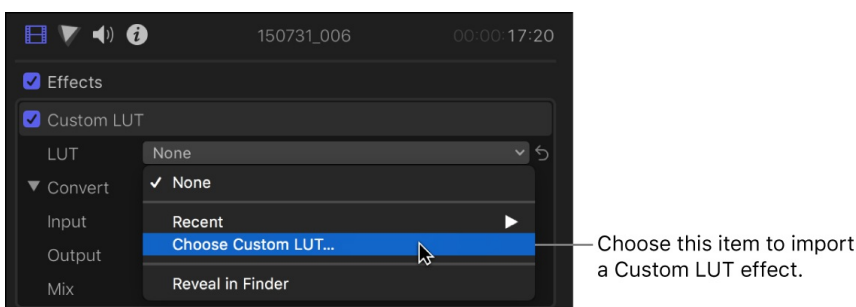 150731_006 00:00:17:20
Effects
Custom LUT
LUT None
✓ None
Convert
Input Recent
Choose Custom LUT...
Output
Mix Reveal in Finder
Choose this item to import
a Custom LUT effect.